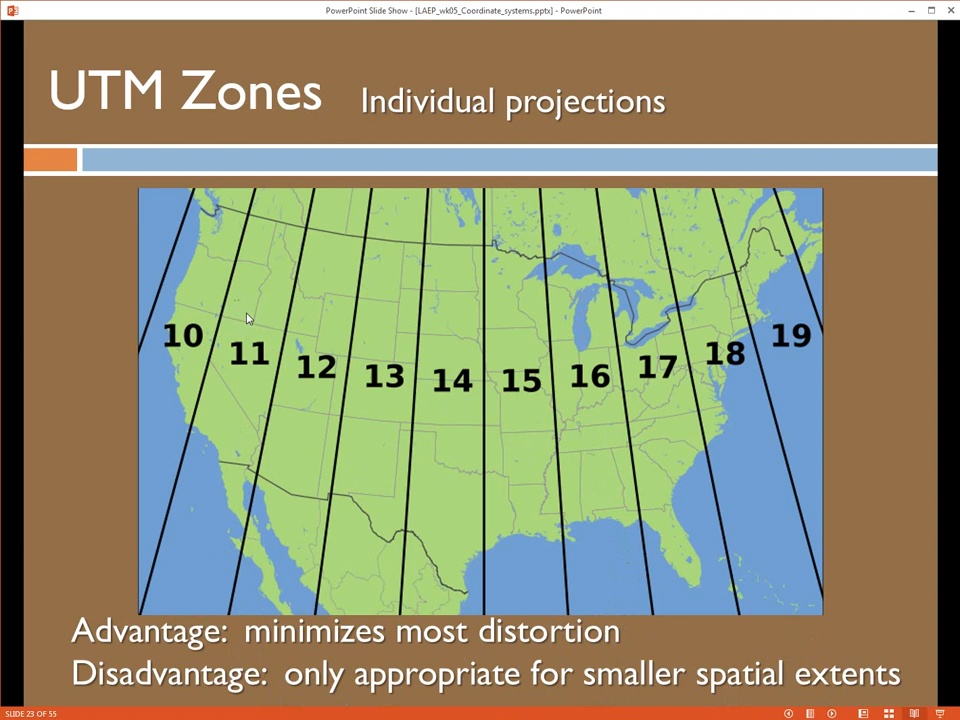 PowerPoint Slide Show - [LAEP_wk05_Coordinate_systems.pptx] - PowerPoint
UTM Zones Individual projections
10 11 12 13 14 15 16 17 18 19
Advantage: minimizes most distortion
Disadvantage: only appropriate for smaller spatial extents
SLIDE 23 OF 55